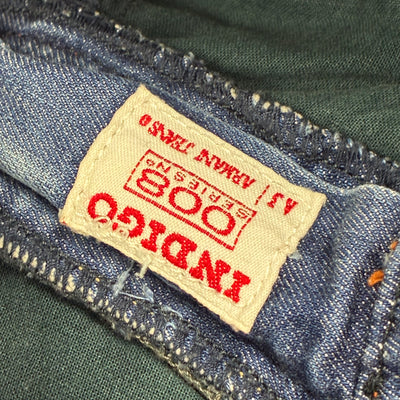 INDIGO
SERIES Nº
008
AJ | ARMANI JEANS